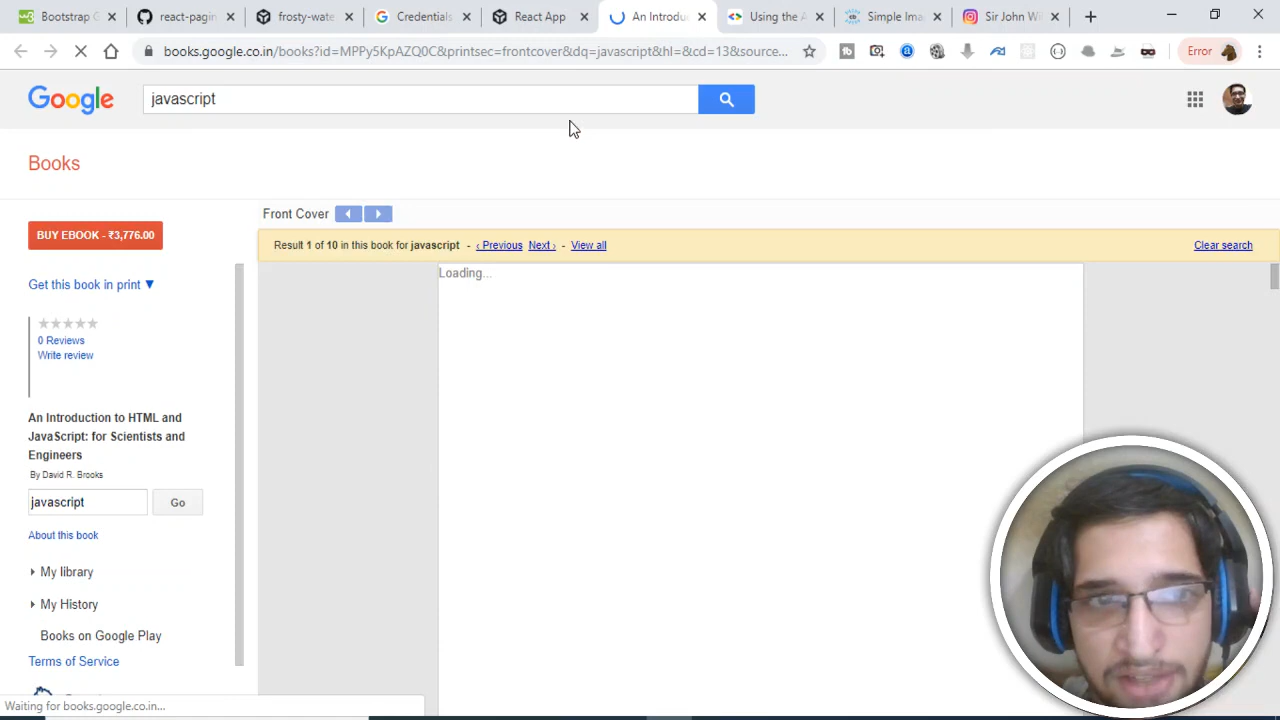 Bootstrap G
react-pagin
frosty-wate
Credentials
React App
An Introdu
Using the A
Simple Ima
Sir John Wi
books.google.co.in/books?id=MPPy5KpAZQ0C&printsec=frontcover&dq=javascript&hl=&cd=13&source...
Error
Google
javascript
Books
BUY EBOOK - ₹3,776.00
Front Cover
Result 1 of 10 in this book for javascript - ‹ Previous Next › - View all
Clear search
Loading...
Get this book in print ▼
0 Reviews
Write review
An Introduction to HTML and
JavaScript: for Scientists and
Engineers
By David R. Brooks
javascript
Go
About this book
My library
My History
Books on Google Play
Terms of Service
Waiting for books.google.co.in...